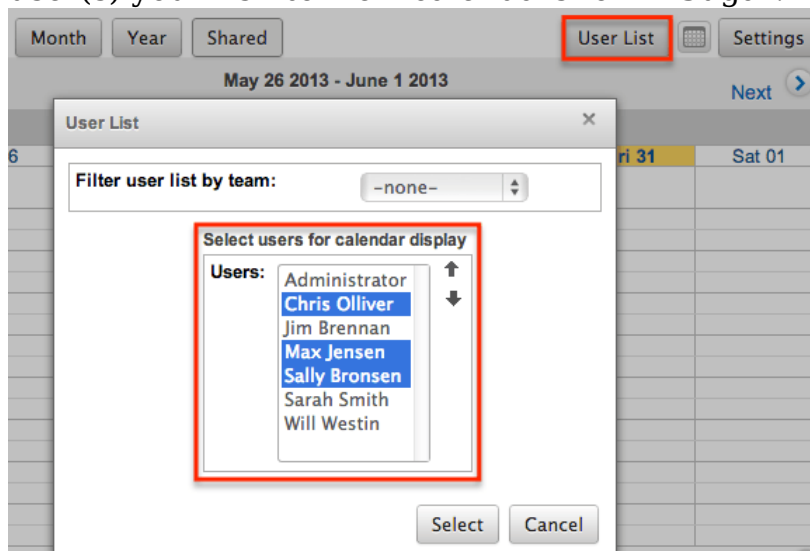 Month Year Shared User List Settings
May 26 2013 - June 1 2013
Next
User List
6 ri 31 Sat 01
Filter user list by team: -none-
Select users for calendar display
Users:
Administrator
Chris Olliver
Jim Brennan
Max Jensen
Sally Bronsen
Sarah Smith
Will Westin
Select Cancel